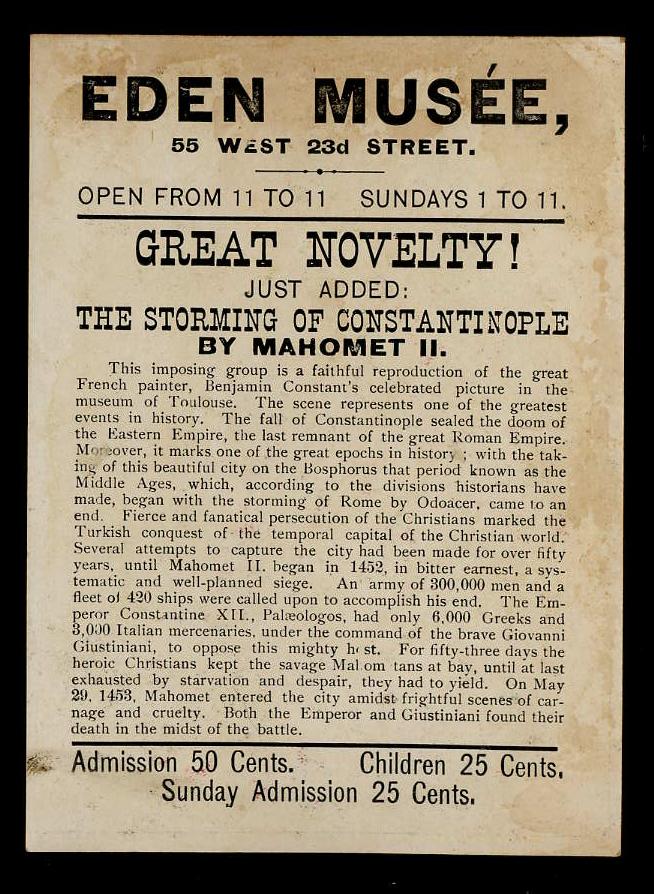 EDEN MUSÉE,
55 WEST 23d STREET.
OPEN FROM 11 TO 11 SUNDAYS 1 TO 11.
GREAT NOVELTY!
JUST ADDED:
THE STORMING OF CONSTANTINOPLE
BY MAHOMET II.
This imposing group is a faithful reproduction of the great
French painter, Benjamin Constant's celebrated picture in the
museum of Toulouse. The scene represents one of the greatest
events in history. The fall of Constantinople sealed the doom of
the Eastern Empire, the last remnant of the great Roman Empire.
Moreover, it marks one of the great epochs in history ; with the tak-
ing of this beautiful city on the Bosphorus that period known as the
Middle Ages, which, according to the divisions historians have
made, began with the storming of Rome by Odoacer, came to an
end. Fierce and fanatical persecution of the Christians marked the
Turkish conquest of the temporal capital of the Christian world.
Several attempts to capture the city had been made for over fifty
years, until Mahomet II. began in 1452, in bitter earnest, a sys-
tematic and well-planned siege. An army of 300,000 men and a
fleet of 420 ships were called upon to accomplish his end. The Em-
peror Constantine XII., Palæologos, had only 6,000 Greeks and
3,000 Italian mercenaries, under the command of the brave Giovanni
Giustiniani, to oppose this mighty host. For fifty-three days the
heroic Christians kept the savage Mahom tans at bay, until at last
exhausted by starvation and despair, they had to yield. On May
29, 1453, Mahomet entered the city amidst frightful scenes of car-
nage and cruelty. Both the Emperor and Giustiniani found their
death in the midst of the battle.
Admission 50 Cents. Children 25 Cents.
Sunday Admission 25 Cents.